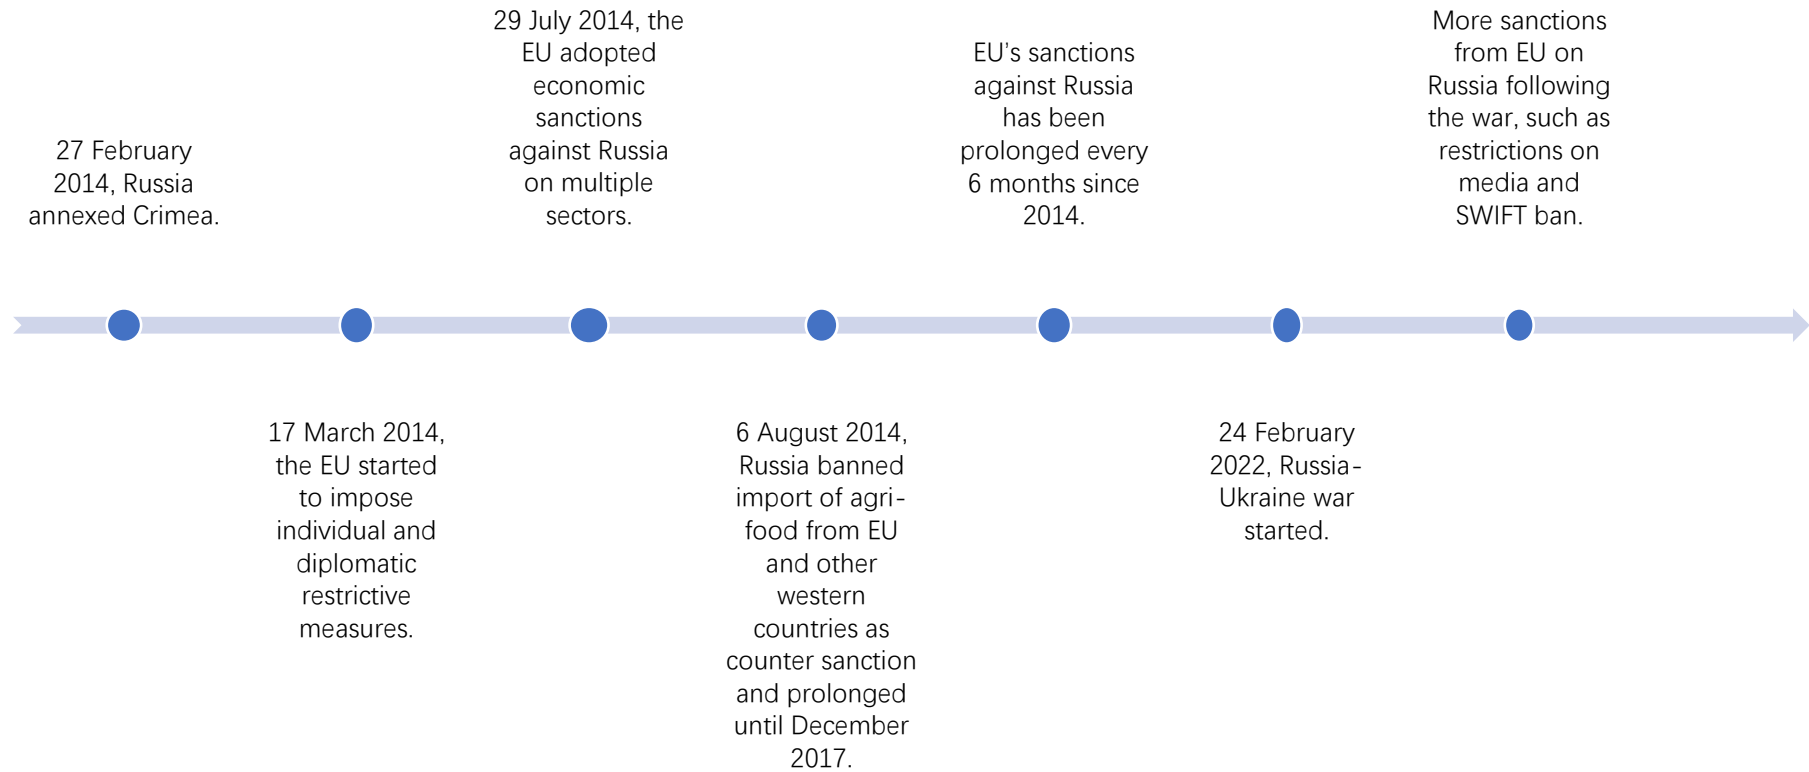 27 February
2014, Russia
annexed Crimea.
17 March 2014,
the EU started
to impose
individual and
diplomatic
restrictive
measures.
29 July 2014, the
EU adopted
economic
sanctions
against Russia
on multiple
sectors.
6 August 2014,
Russia banned
import of agri-
food from EU
and other
western
countries as
counter sanction
and prolonged
until December
2017.
EU’s sanctions
against Russia
has been
prolonged every
6 months since
2014.
24 February
2022, Russia-
Ukraine war
started.
More sanctions
from EU on
Russia following
the war, such as
restrictions on
media and
SWIFT ban.